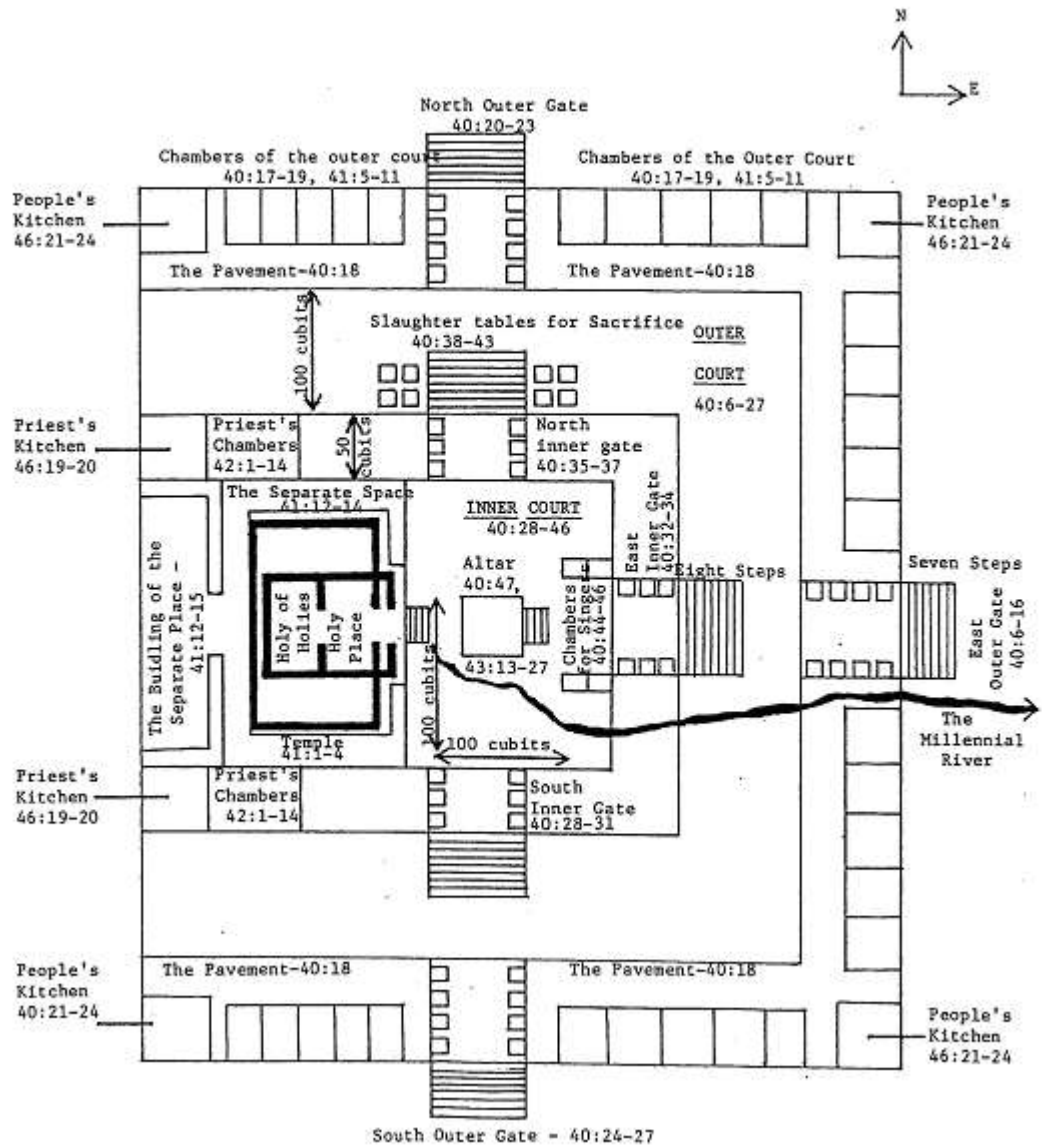 N
E
North Outer Gate
40:20-23
Chambers of the outer court
40:17-19, 41:5-11
Chambers of the Outer Court
40:17-19, 41:5-11
People's
Kitchen
46:21-24
People's
Kitchen
46:21-24
The Pavement-40:18
The Pavement-40:18
100 cubits
Slaughter tables for Sacrifice
40:38-43
OUTER
COURT
40:6-27
Priest's
Kitchen
46:19-20
Priest's
Chambers
42:1-14
50
cubits
North
inner gate
40:35-37
The Separate Space
41:12-14
INNER COURT
40:28-46
East
Inner Gate
40:32-34
The Buidling of the
Separate Place -
41:12-15
Holy of
Holies
Holy
Place
Altar
40:47,
43:13-27
Chambers
for Singers
40:44-46
Eight Steps
Seven Steps
East
Outer Gate
40:6-16
100 cubits
100 cubits
Temple
41:1-4
The
Millennial
River
Priest's
Kitchen
46:19-20
Priest's
Chambers
42:1-14
South
Inner Gate
40:28-31
People's
Kitchen
40:21-24
The Pavement-40:18
The Pavement-40:18
People's
Kitchen
46:21-24
South Outer Gate - 40:24-27